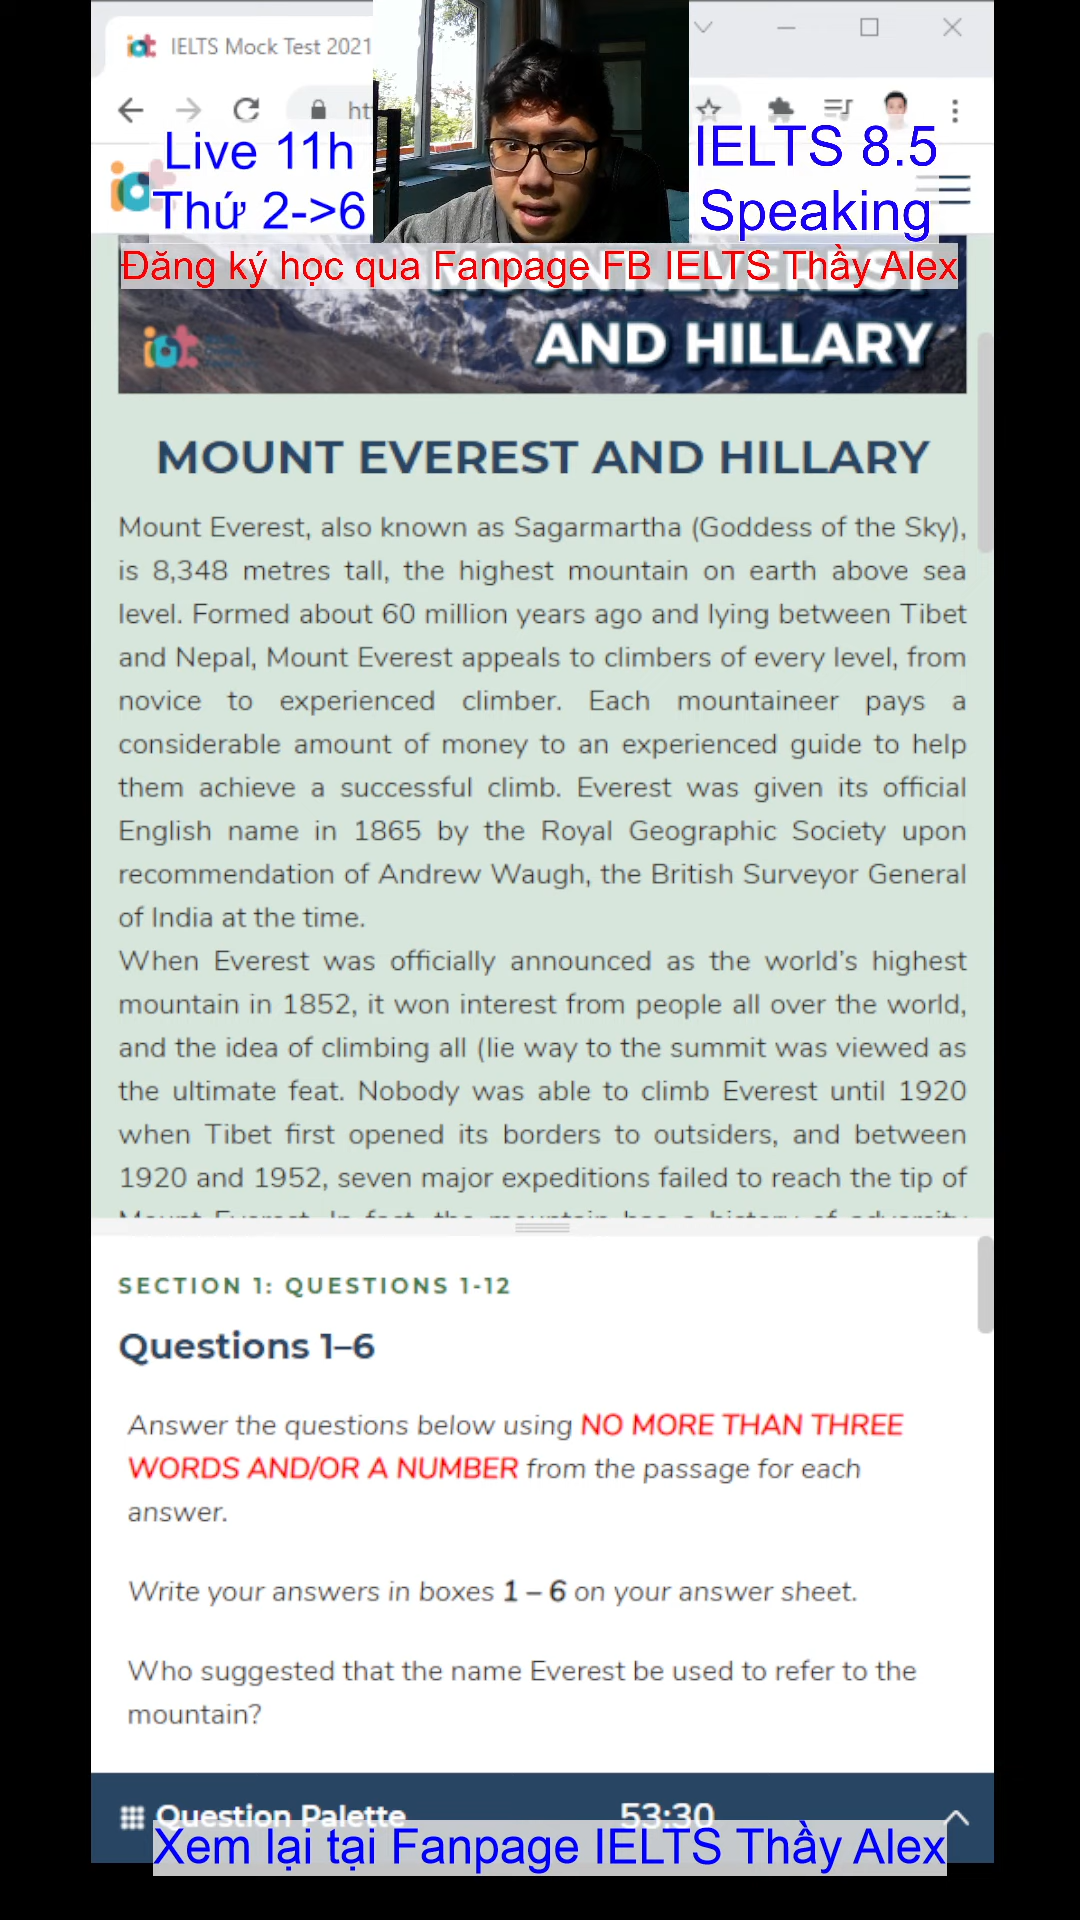 IELTS Mock Test 2021
Live 11h
Thứ 2->6
IELTS 8.5
Speaking
Đăng ký học qua Fanpage FB IELTS Thầy Alex
MOUNT EVEREST
AND HILLARY
MOUNT EVEREST AND HILLARY
Mount Everest, also known as Sagarmartha (Goddess of the Sky),
is 8,348 metres tall, the highest mountain on earth above sea
level. Formed about 60 million years ago and lying between Tibet
and Nepal, Mount Everest appeals to climbers of every level, from
novice to experienced climber. Each mountaineer pays a
considerable amount of money to an experienced guide to help
them achieve a successful climb. Everest was given its official
English name in 1865 by the Royal Geographic Society upon
recommendation of Andrew Waugh, the British Surveyor General
of India at the time.
When Everest was officially announced as the world’s highest
mountain in 1852, it won interest from people all over the world,
and the idea of climbing all (lie way to the summit was viewed as
the ultimate feat. Nobody was able to climb Everest until 1920
when Tibet first opened its borders to outsiders, and between
1920 and 1952, seven major expeditions failed to reach the tip of
Mount Everest. In fact, the mountain has a history of adversity
SECTION 1: QUESTIONS 1-12
Questions 1–6
Answer the questions below using NO MORE THAN THREE
WORDS AND/OR A NUMBER from the passage for each
answer.
Write your answers in boxes 1 – 6 on your answer sheet.
Who suggested that the name Everest be used to refer to the
mountain?
Question Palette 53:30
Xem lại tại Fanpage IELTS Thầy Alex